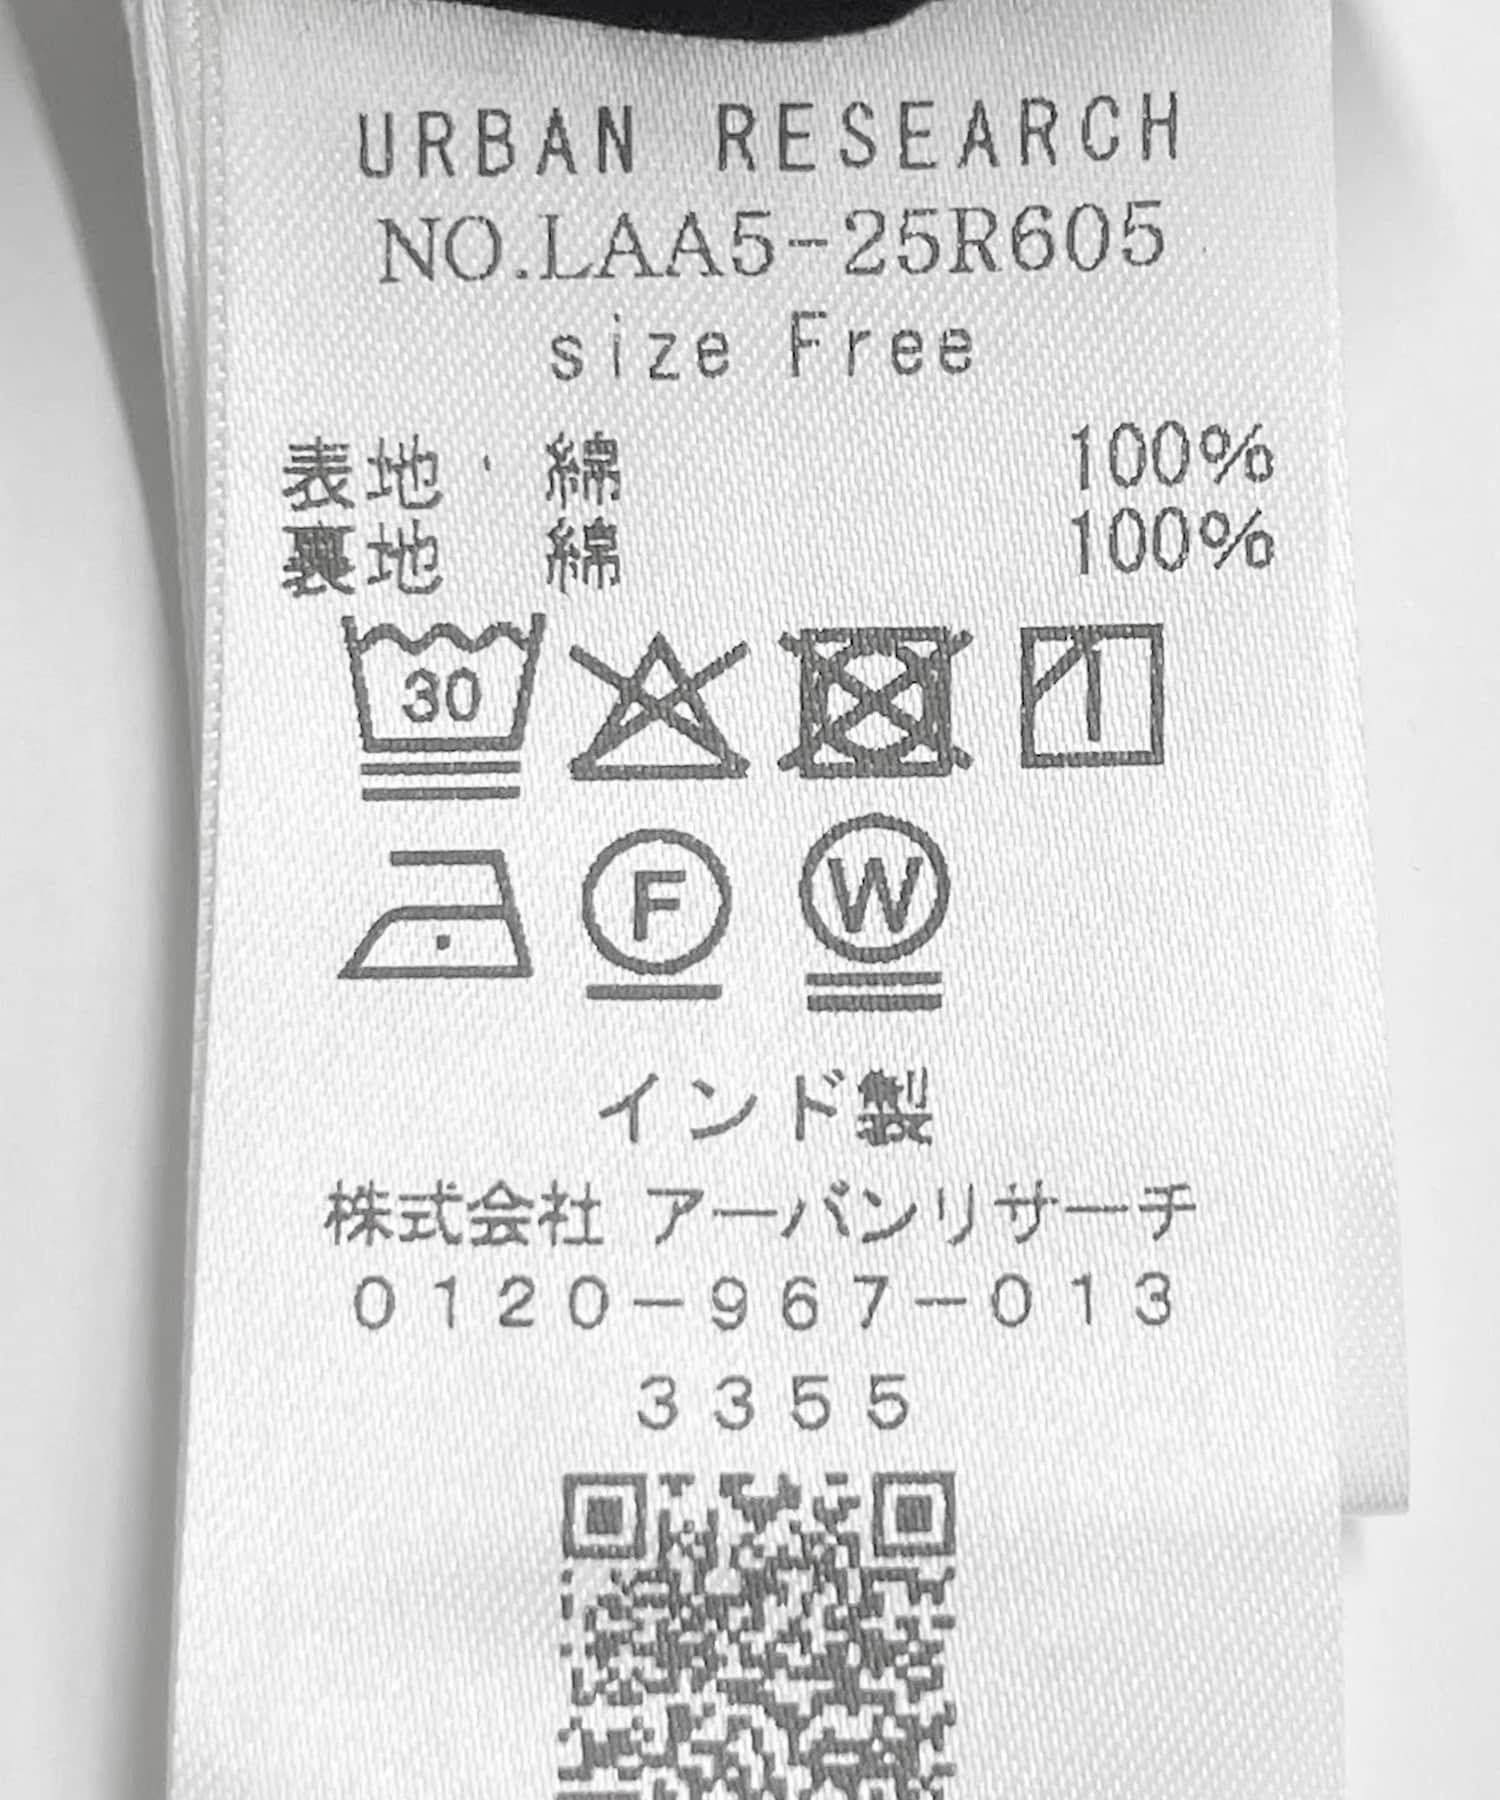 URBAN RESEARCH
NO.LAA5-25R605
size Free
表地 綿 100%
裏地 綿 100%
30
F W
インド製
株式会社 アーバンリサーチ
0120-967-013
3355